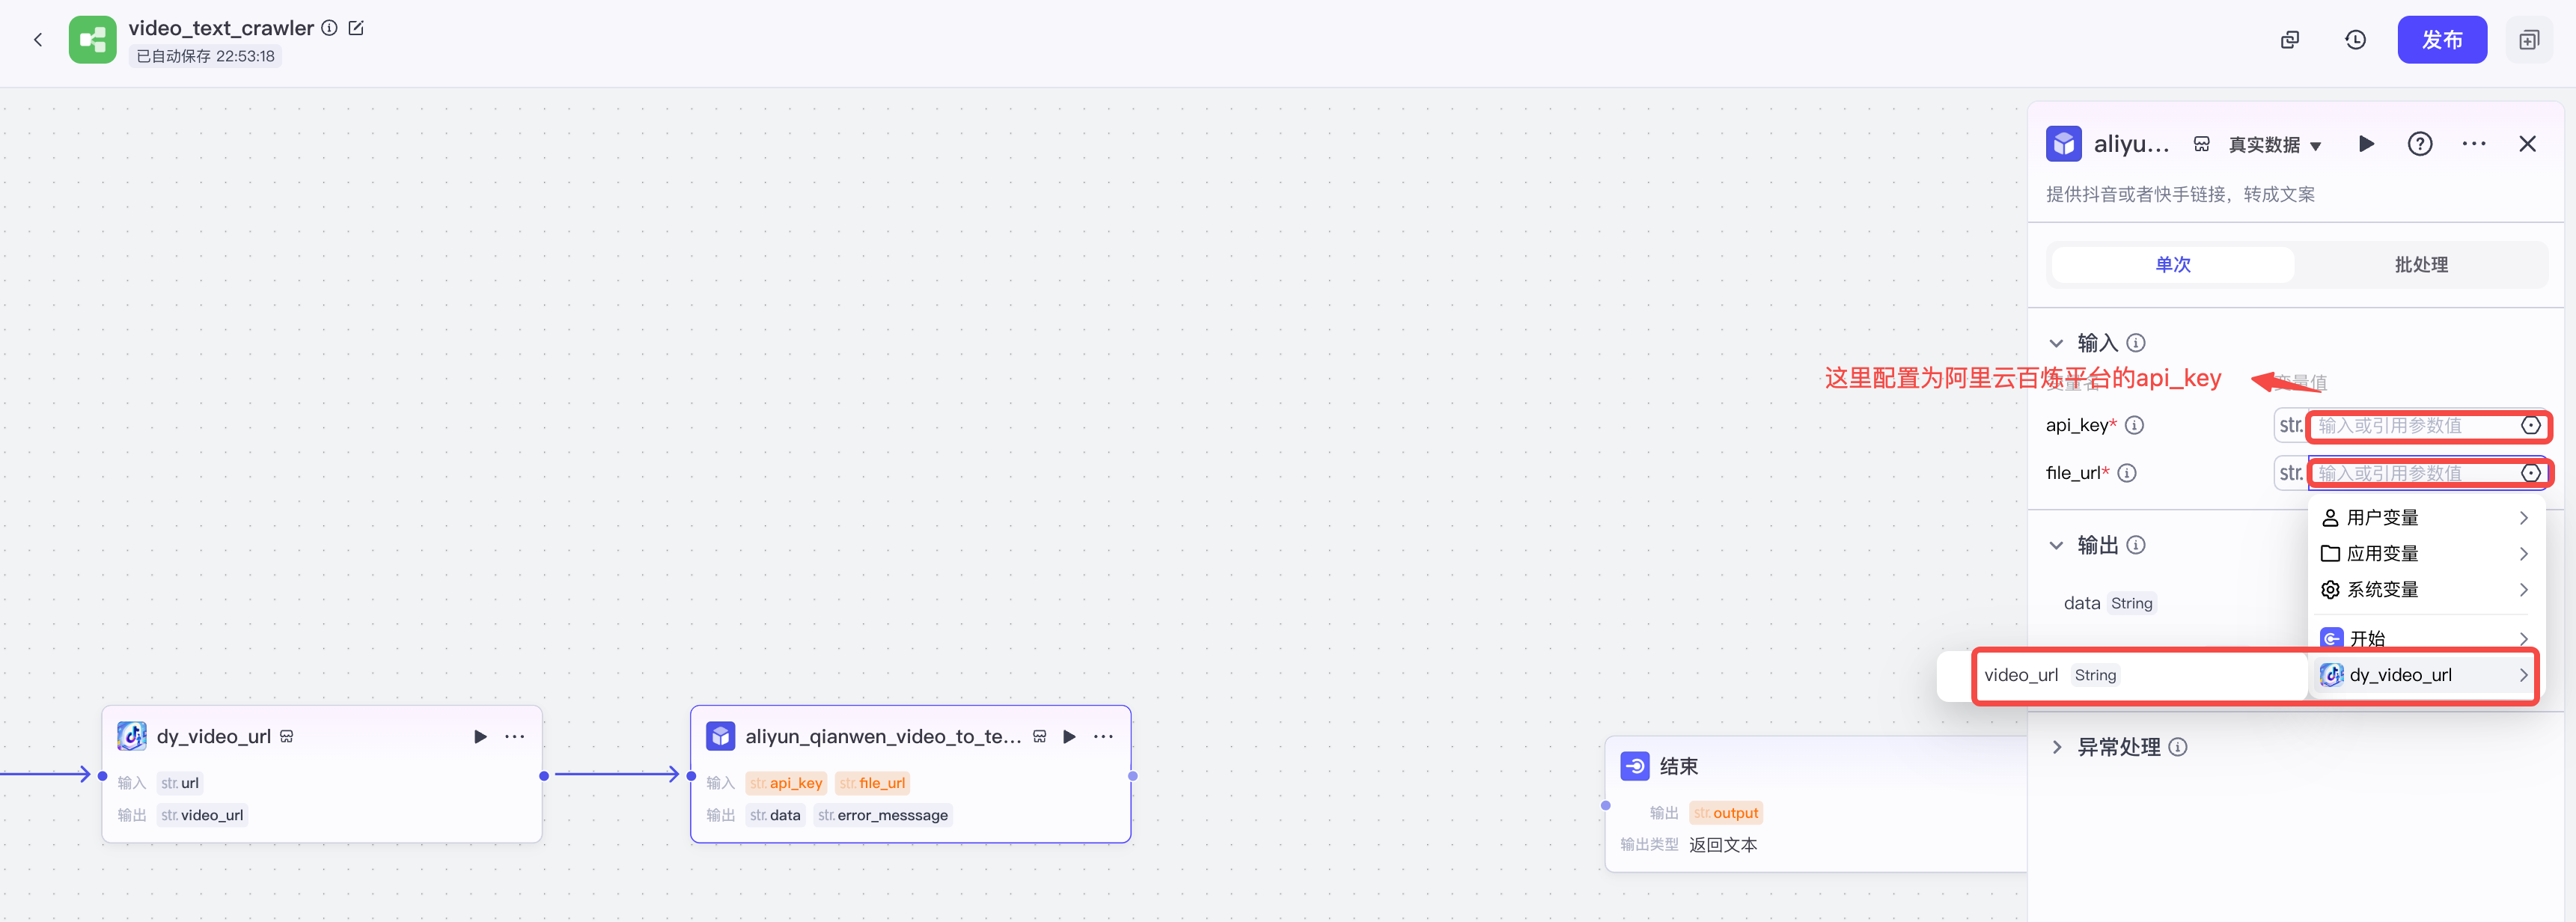 video_text_crawler
已自动保存 22:53:18
发布
aliyu...
真实数据
提供抖音或者快手链接，转成文案
单次
批处理
输入
这里配置为阿里云百炼平台的api_key
变量名
变量值
api_key*
str. 输入或引用参数值
file_url*
str. 输入或引用参数值
用户变量
应用变量
系统变量
开始
dy_video_url
video_url String
输出
data String
异常处理
dy_video_url
输入 str. url
输出 str. video_url
aliyun_qianwen_video_to_te...
输入 str. api_key str. file_url
输出 str. data str. error_messsage
结束
输出 str. output
输出类型 返回文本